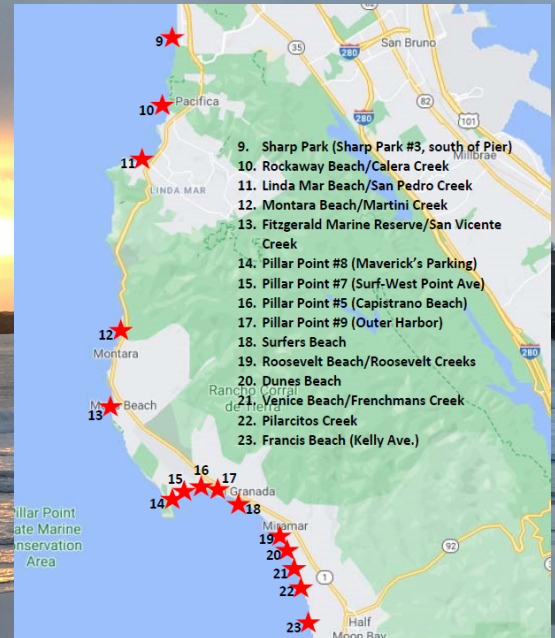 9
35
280
San Bruno
82
10
Pacifica
280
101
9. Sharp Park (Sharp Park #3, south of Pier)
Millbrae
10. Rockaway Beach/Calera Creek
11
11. Linda Mar Beach/San Pedro Creek
LINDA MAR
12. Montara Beach/Martini Creek
13. Fitzgerald Marine Reserve/San Vicente
Creek
14. Pillar Point #8 (Maverick's Parking)
15. Pillar Point #7 (Surf-West Point Ave)
16. Pillar Point #5 (Capistrano Beach)
17. Pillar Point #9 (Outer Harbor)
12
18. Surfers Beach
Montara
280
19. Roosevelt Beach/Roosevelt Creeks
20. Dunes Beach
Rancho Corral
de Tierra
21. Venice Beach/Frenchmans Creek
13
Beach
22. Pilarcitos Creek
23. Francis Beach (Kelly Ave.)
16
15
17
14
Granada
18
illar Point
ate Marine
onservation
Area
Miramar
19
92
20
21
1
22
23
Half
Moon Bay